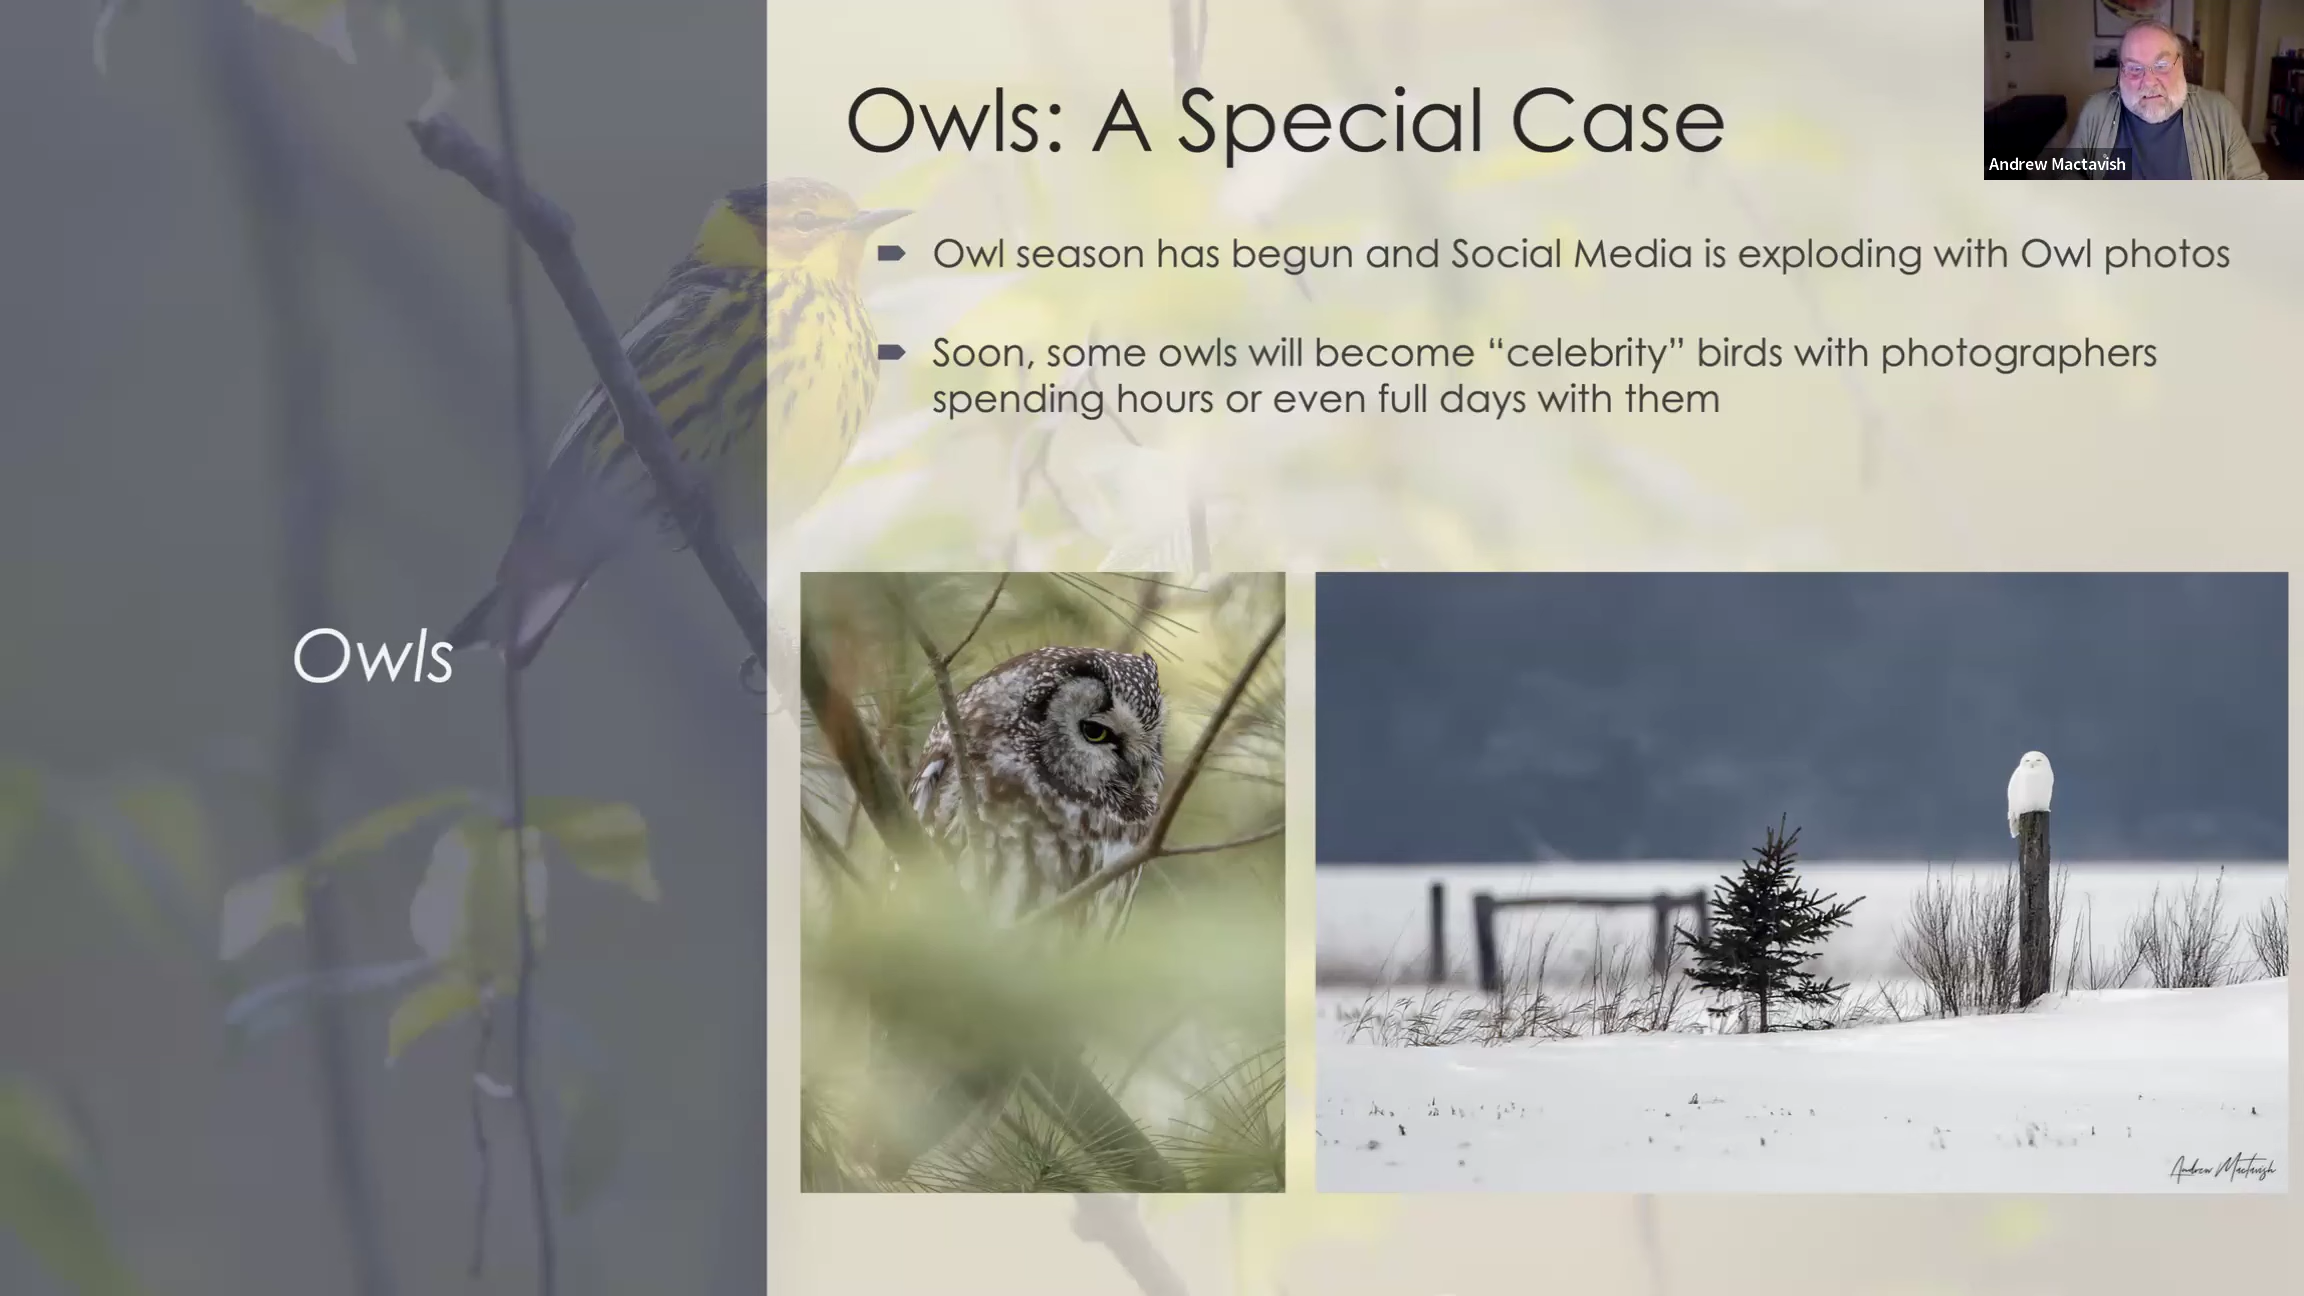 Owls: A Special Case
Andrew Mactavish
Owl season has begun and Social Media is exploding with Owl photos
Soon, some owls will become “celebrity” birds with photographers
spending hours or even full days with them
Owls
Andrew Mactavish